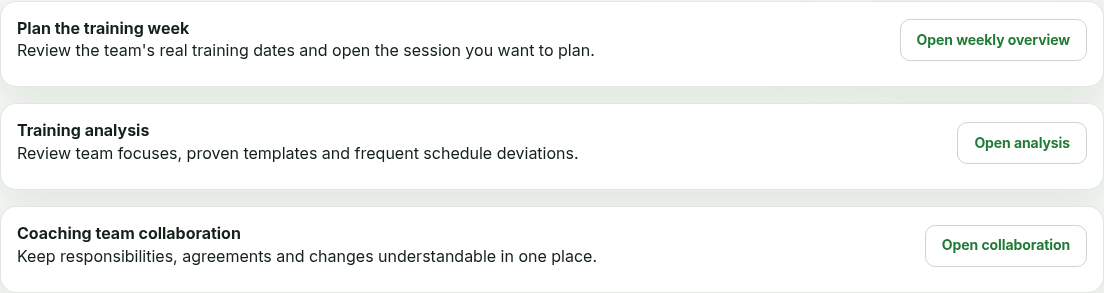 Plan the training week
Review the team's real training dates and open the session you want to plan.
Open weekly overview
Training analysis
Review team focuses, proven templates and frequent schedule deviations.
Open analysis
Coaching team collaboration
Keep responsibilities, agreements and changes understandable in one place.
Open collaboration